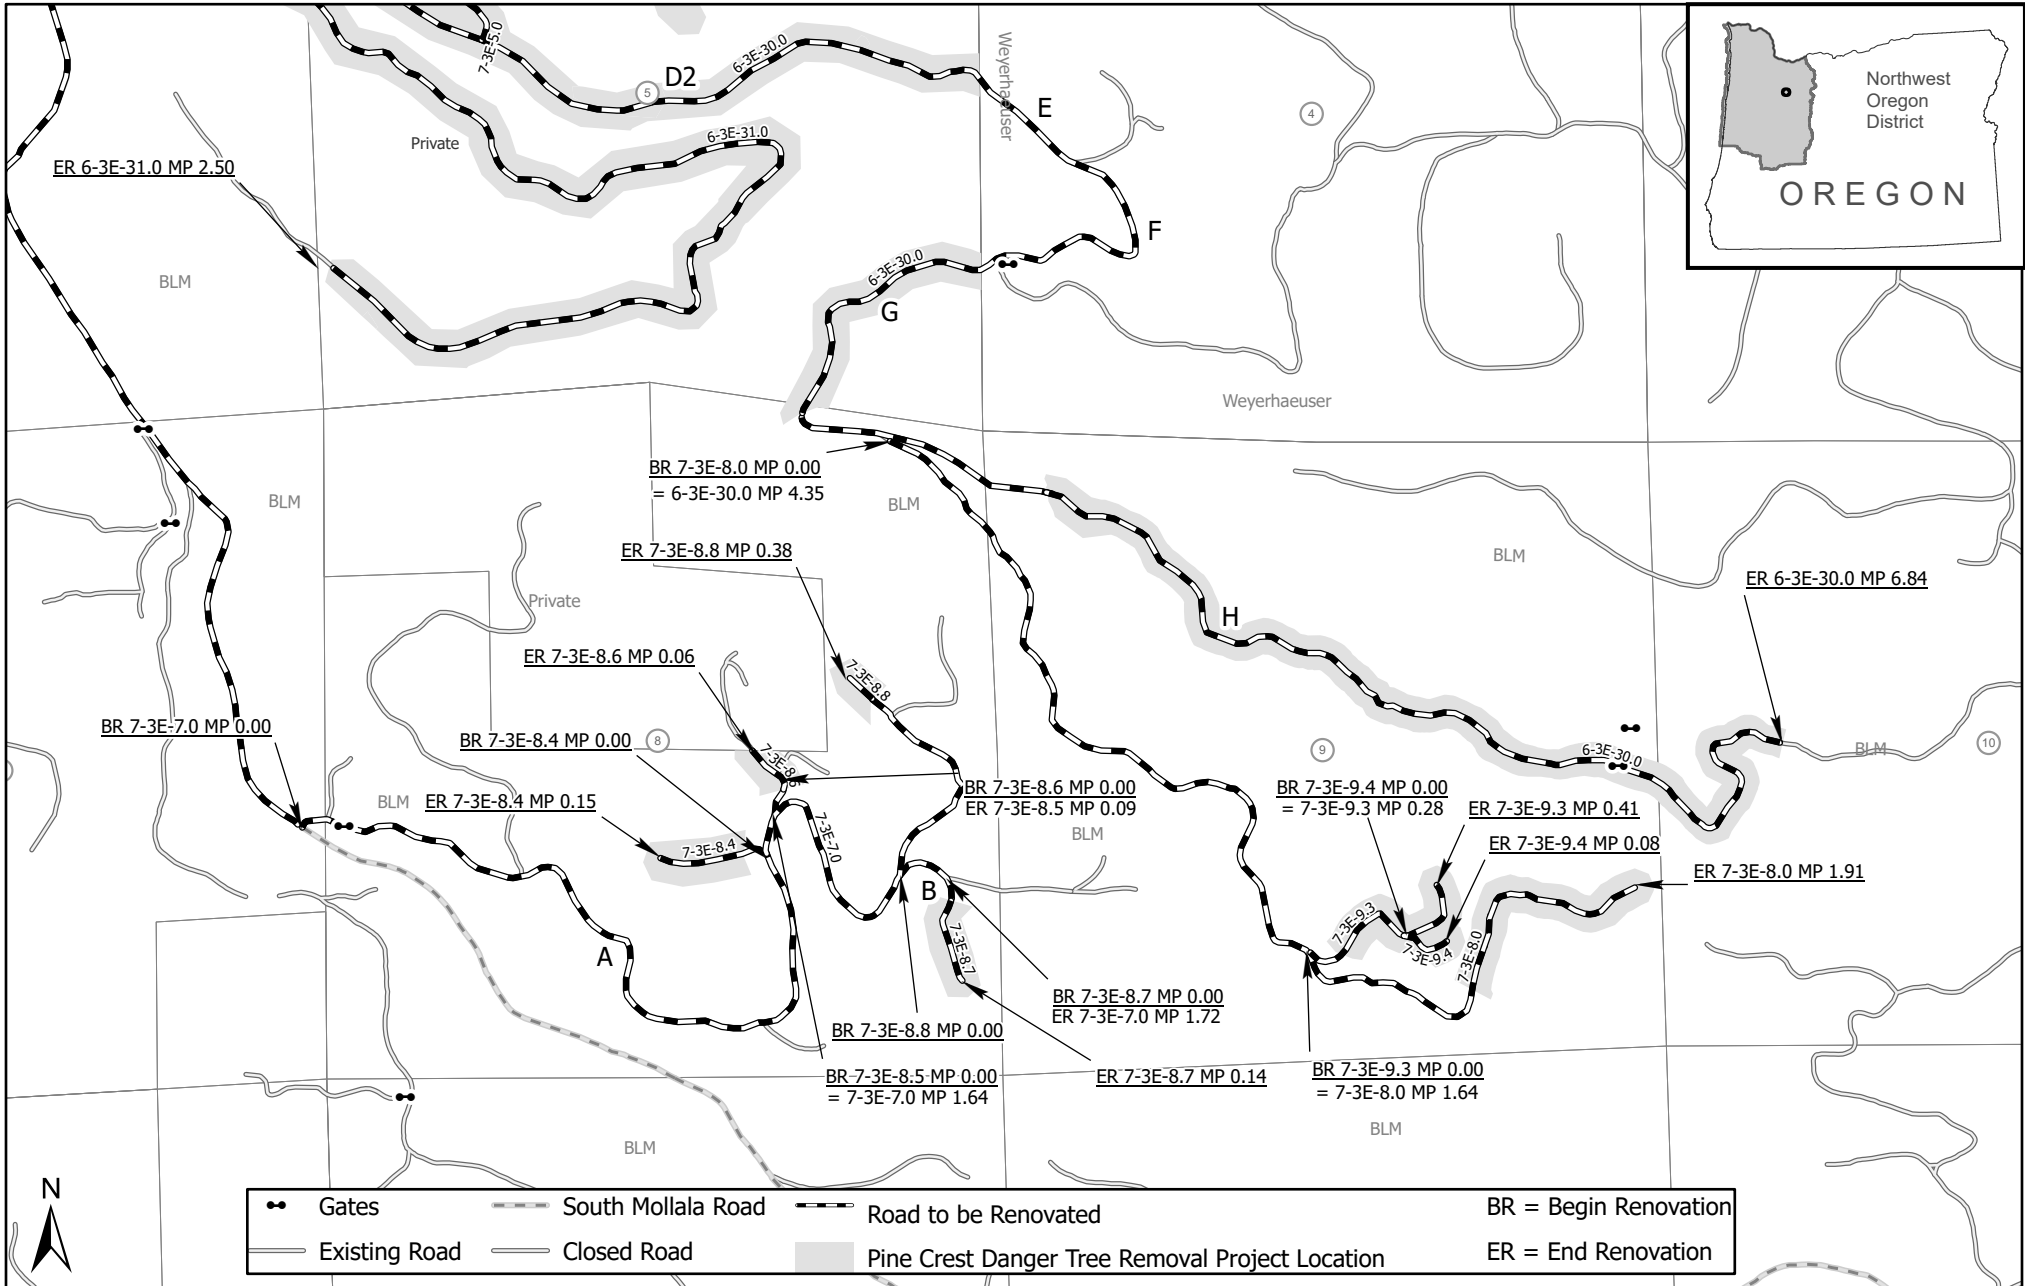 7-3E-5.0
5
D2
6-3E-30.0
Weyerhaeuser
E
4
Northwest
Oregon
District
OREGON
Private
6-3E-31.0
ER 6-3E-31.0 MP 2.50
F
BLM
6-3E-30.0
G
Weyerhaeuser
BR 7-3E-8.0 MP 0.00
= 6-3E-30.0 MP 4.35
BLM
BLM
ER 7-3E-8.8 MP 0.38
BLM
ER 6-3E-30.0 MP 6.84
Private
H
ER 7-3E-8.6 MP 0.06
7-3E-8.8
BR 7-3E-7.0 MP 0.00
BR 7-3E-8.4 MP 0.00
8
9
6-3E-30.0
BLM
10
7-3E-8.6
BR 7-3E-8.6 MP 0.00
ER 7-3E-8.5 MP 0.09
BR 7-3E-9.4 MP 0.00
= 7-3E-9.3 MP 0.28
BLM
ER 7-3E-8.4 MP 0.15
ER 7-3E-9.3 MP 0.41
BLM
7-3E-7.0
7-3E-8.4
ER 7-3E-9.4 MP 0.08
ER 7-3E-8.0 MP 1.91
B
7-3E-9.3
A
7-3E-8.7
7-3E-9.4
7-3E-8.0
BR 7-3E-8.7 MP 0.00
ER 7-3E-7.0 MP 1.72
BR 7-3E-8.8 MP 0.00
BR 7-3E-8.5 MP 0.00
= 7-3E-7.0 MP 1.64
ER 7-3E-8.7 MP 0.14
BR 7-3E-9.3 MP 0.00
= 7-3E-8.0 MP 1.64
BLM
BLM
N
Gates
South Mollala Road
Road to be Renovated
BR = Begin Renovation
Existing Road
Closed Road
Pine Crest Danger Tree Removal Project Location
ER = End Renovation